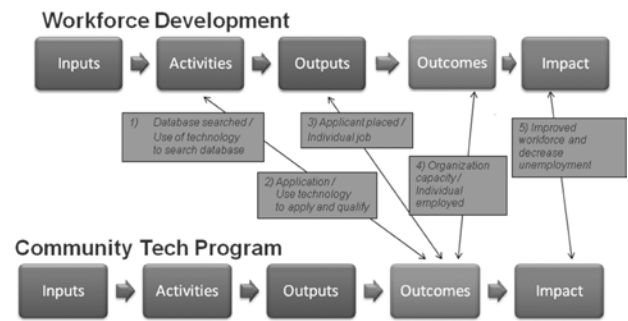 Workforce Development
Inputs
Activities
Outputs
Outcomes
Impact
1) Database searched /
Use of technology
to search database
2) Application /
Use technology
to apply and qualify
3) Applicant placed /
Individual job
4) Organization
capacity /
Individual
employed
5) Improved
workforce and
decrease
unemployment
Community Tech Program
Inputs
Activities
Outputs
Outcomes
Impact